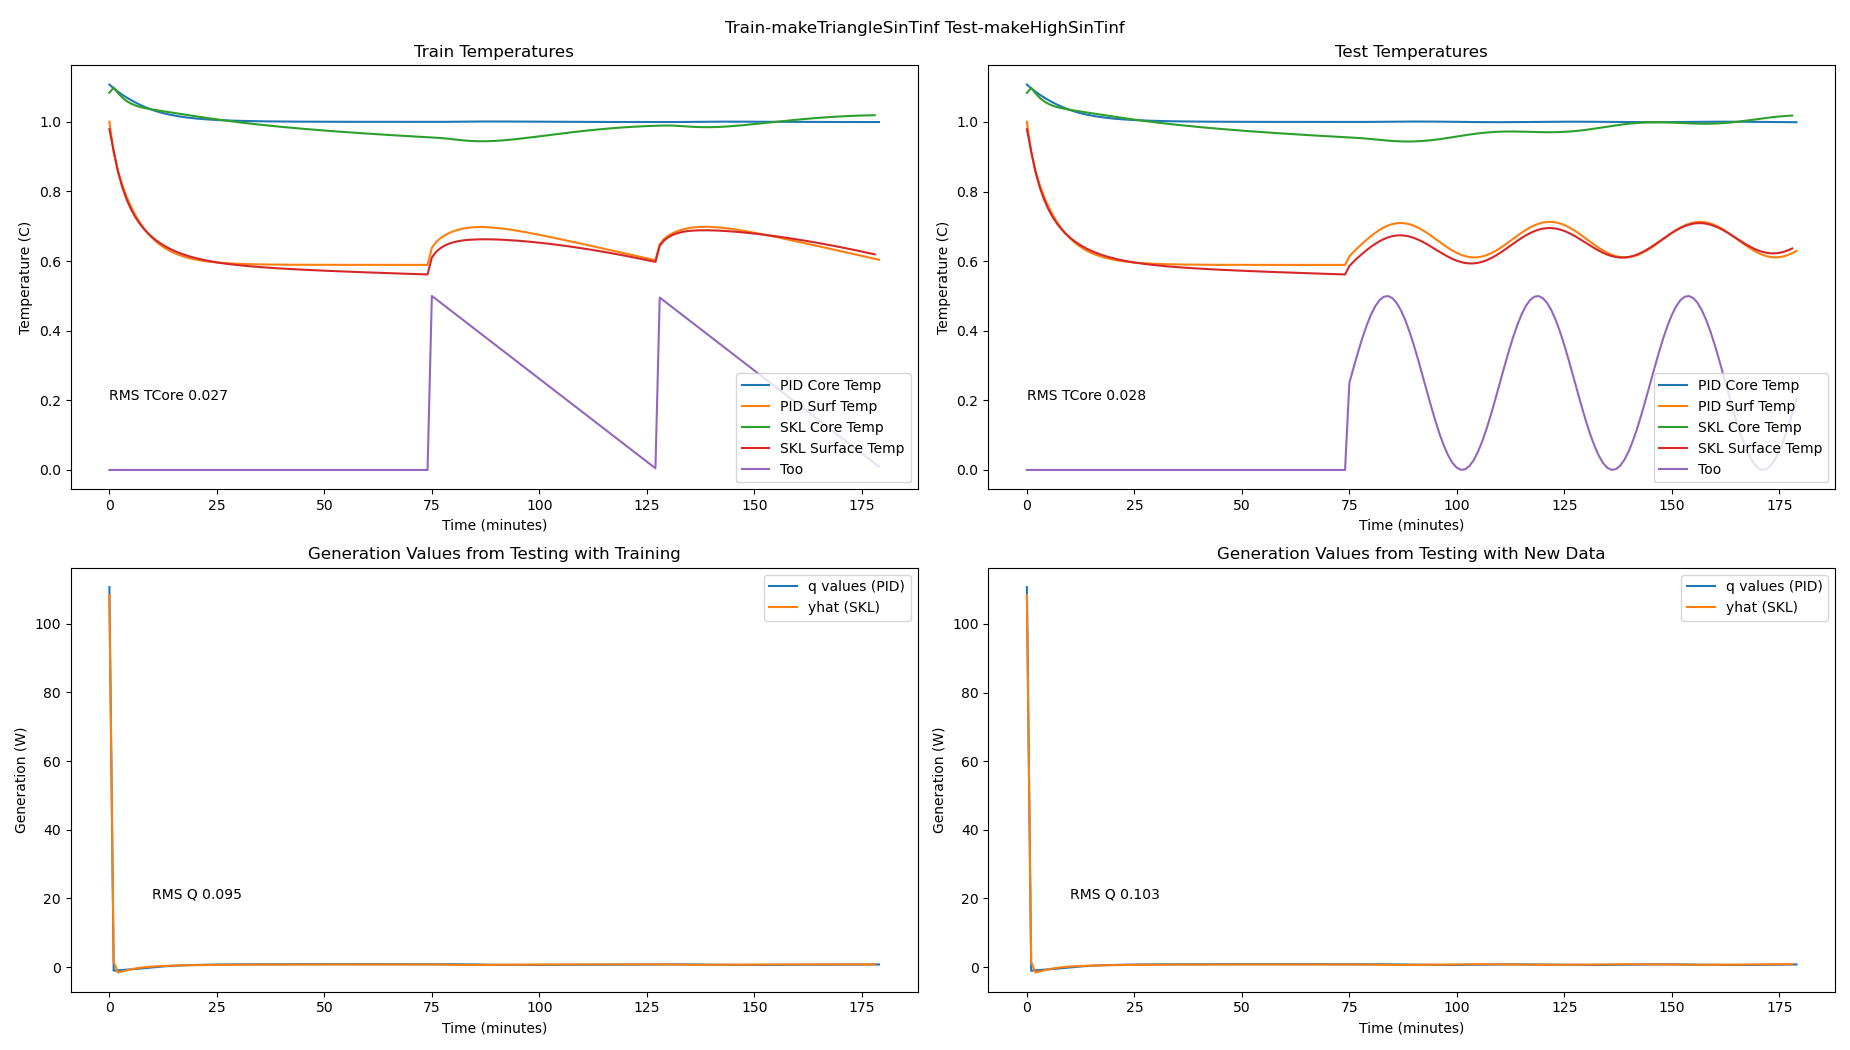 Train-makeTriangleSinTinf Test-makeHighSinTinf
Train Temperatures
Temperature (C)
1.0
0.8
0.6
0.4
0.2
0.0
RMS TCore 0.027
PID Core Temp
PID Surf Temp
SKL Core Temp
SKL Surface Temp
Too
0 25 50 75 100 125 150 175
Time (minutes)
Test Temperatures
Temperature (C)
1.0
0.8
0.6
0.4
0.2
0.0
RMS TCore 0.028
PID Core Temp
PID Surf Temp
SKL Core Temp
SKL Surface Temp
Too
0 25 50 75 100 125 150 175
Time (minutes)
Generation Values from Testing with Training
Generation (W)
100
80
60
40
20
0
q values (PID)
yhat (SKL)
RMS Q 0.095
0 25 50 75 100 125 150 175
Time (minutes)
Generation Values from Testing with New Data
Generation (W)
100
80
60
40
20
0
q values (PID)
yhat (SKL)
RMS Q 0.103
0 25 50 75 100 125 150 175
Time (minutes)